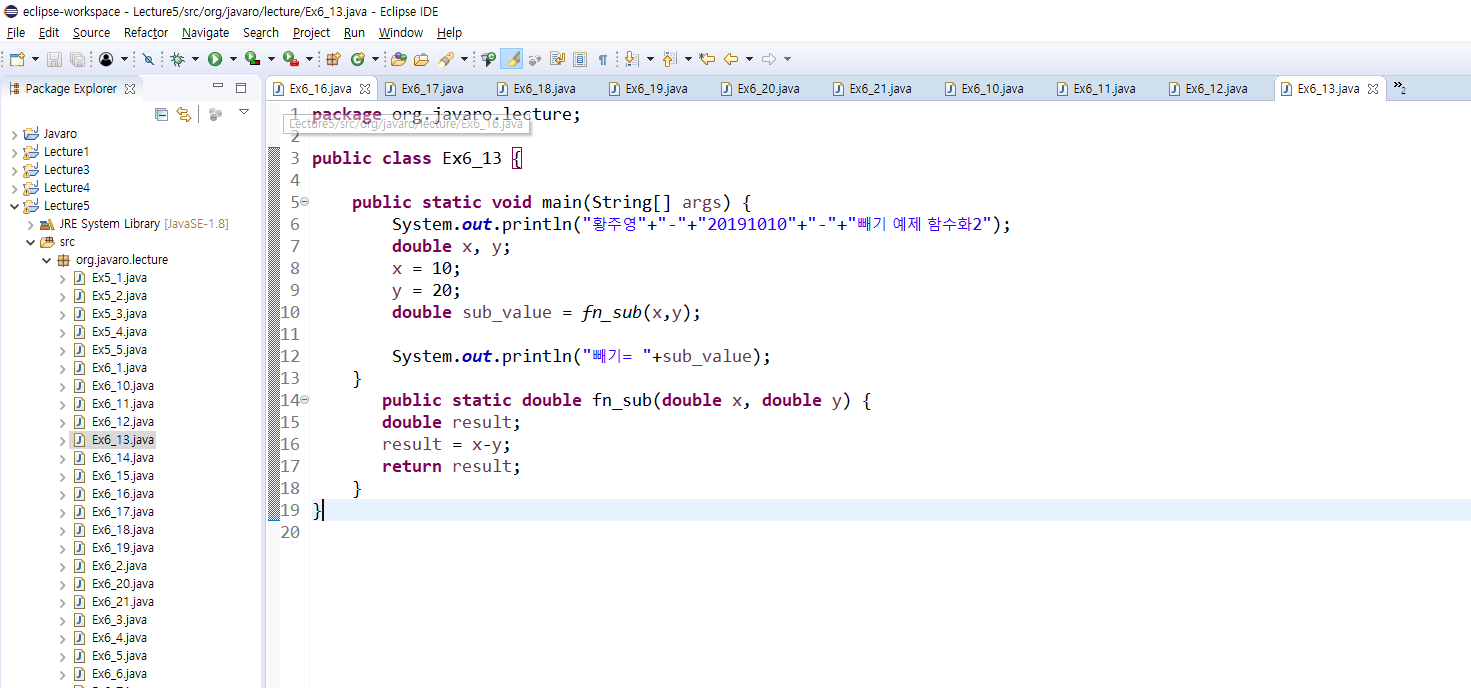 eclipse-workspace - Lecture5/src/org/javaro/lecture/Ex6_13.java - Eclipse IDE
File Edit Source Refactor Navigate Search Project Run Window Help
Package Explorer
Ex6_16.java Ex6_17.java Ex6_18.java Ex6_19.java Ex6_20.java Ex6_21.java Ex6_10.java Ex6_11.java Ex6_12.java Ex6_13.java »2
Javaro
Lecture1
Lecture3
Lecture4
Lecture5
JRE System Library [JavaSE-1.8]
src
org.javaro.lecture
Ex5_1.java
Ex5_2.java
Ex5_3.java
Ex5_4.java
Ex5_5.java
Ex6_1.java
Ex6_10.java
Ex6_11.java
Ex6_12.java
Ex6_13.java
Ex6_14.java
Ex6_15.java
Ex6_16.java
Ex6_17.java
Ex6_18.java
Ex6_19.java
Ex6_2.java
Ex6_20.java
Ex6_21.java
Ex6_3.java
Ex6_4.java
Ex6_5.java
Ex6_6.java
1 package org.javaro.lecture;
Lecture5/src/org/javaro/lecture/Ex6_16.java
2
3 public class Ex6_13 {
4
5 public static void main(String[] args) {
6 System.out.println("황주영"+"-"+"20191010"+"-"+"빼기 예제 함수화2");
7 double x, y;
8 x = 10;
9 y = 20;
10 double sub_value = fn_sub(x,y);
11
12 System.out.println("빼기= "+sub_value);
13 }
14 public static double fn_sub(double x, double y) {
15 double result;
16 result = x-y;
17 return result;
18 }
19 }
20